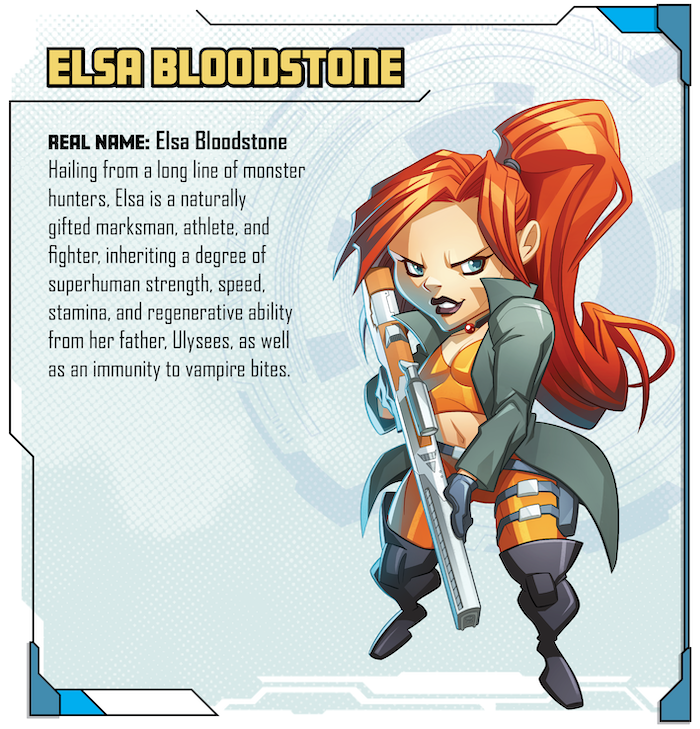 ELSA BLOODSTONE
REAL NAME: Elsa Bloodstone
Hailing from a long line of monster
hunters, Elsa is a naturally
gifted marksman, athlete, and
fighter, inheriting a degree of
superhuman strength, speed,
stamina, and regenerative ability
from her father, Ulysees, as well
as an immunity to vampire bites.